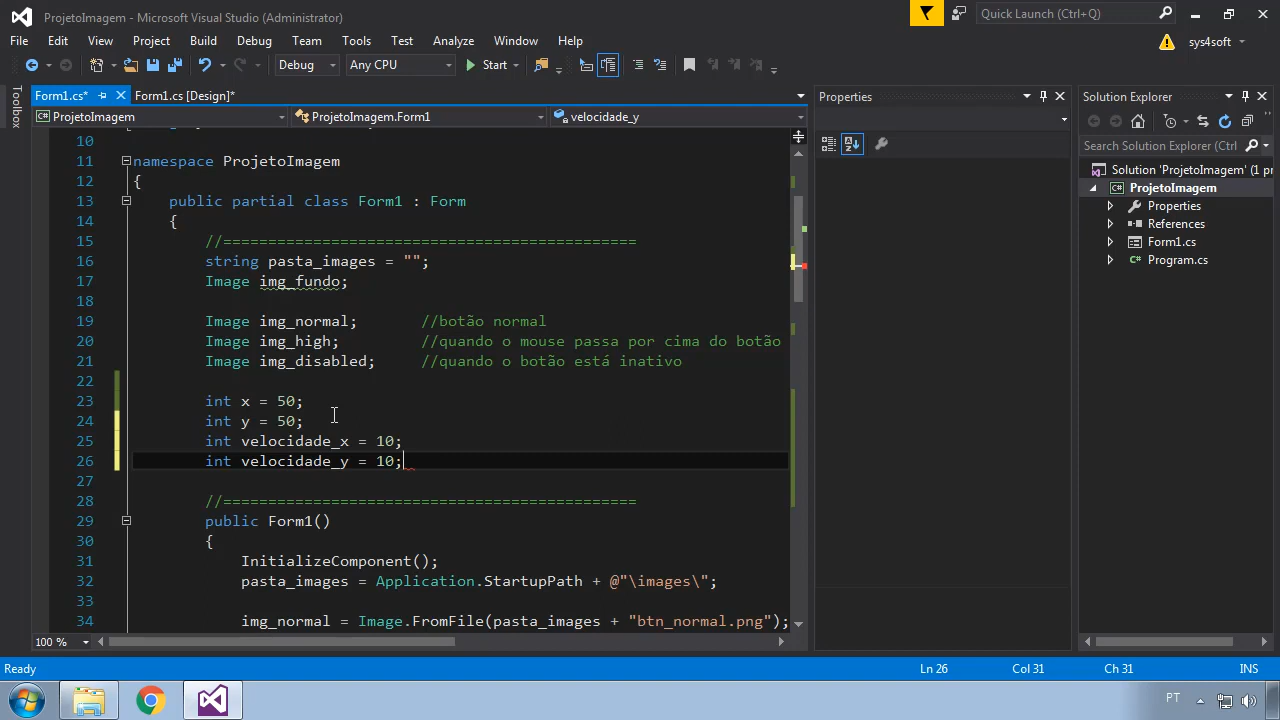 ProjetoImagem - Microsoft Visual Studio (Administrator)
Quick Launch (Ctrl+Q)
File Edit View Project Build Debug Team Tools Test Analyze Window Help
sys4soft
Debug Any CPU Start
Toolbox
Form1.cs* Form1.cs [Design]*
Properties
Solution Explorer
ProjetoImagem ProjetoImagem.Form1 velocidade_y
Search Solution Explorer (Ctrl
Solution 'ProjetoImagem' (1 pr
ProjetoImagem
Properties
References
Form1.cs
Program.cs
10
11 namespace ProjetoImagem
12 {
13 public partial class Form1 : Form
14 {
15 //==============================================
16 string pasta_images = "";
17 Image img_fundo;
18
19 Image img_normal; //botão normal
20 Image img_high; //quando o mouse passa por cima do botão
21 Image img_disabled; //quando o botão está inativo
22
23 int x = 50;
24 int y = 50;
25 int velocidade_x = 10;
26 int velocidade_y = 10;
27
28 //==============================================
29 public Form1()
30 {
31 InitializeComponent();
32 pasta_images = Application.StartupPath + @"\images\";
33
34 img_normal = Image.FromFile(pasta_images + "btn_normal.png");
100 %
Ready Ln 26 Col 31 Ch 31 INS
PT